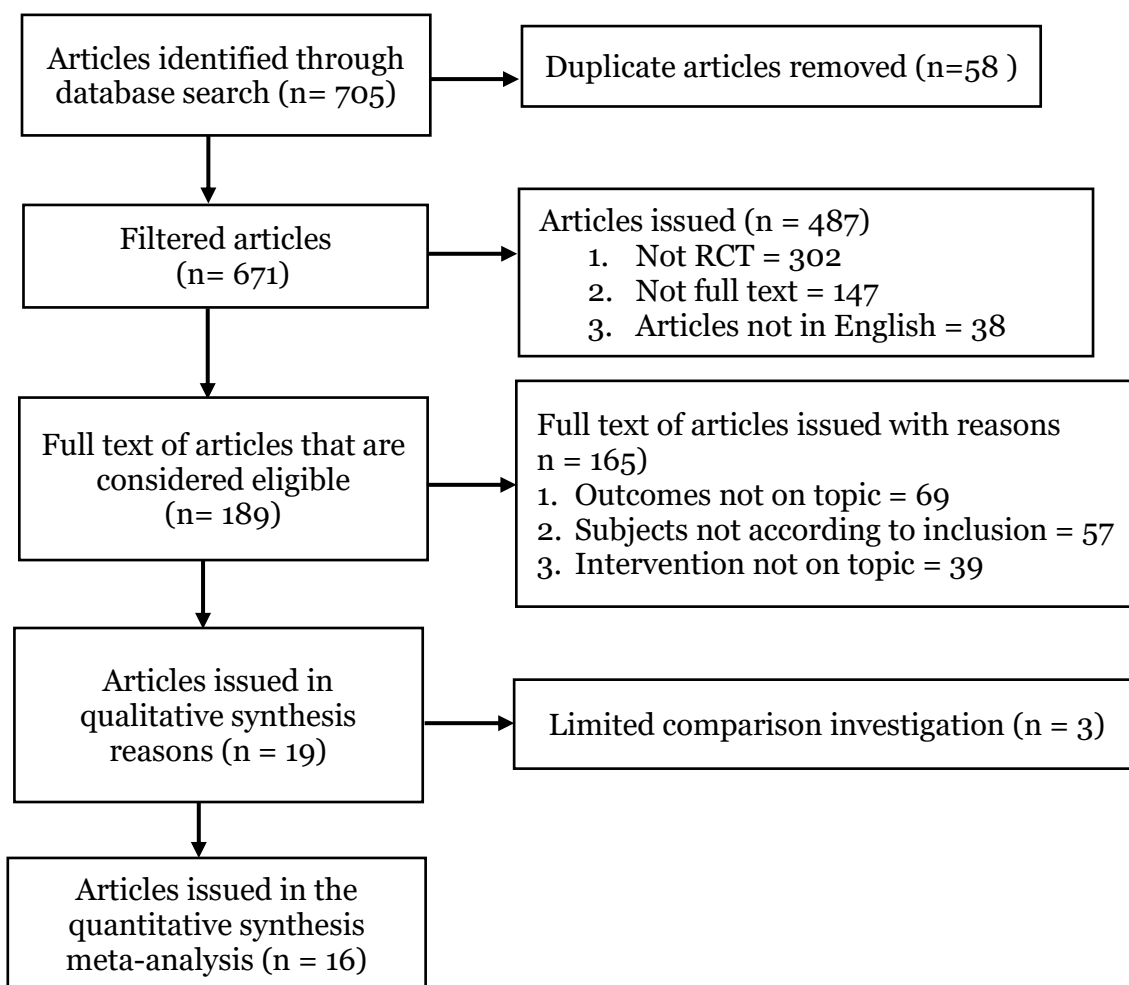 Articles identified through
database search (n= 705)
Duplicate articles removed (n=58 )
Filtered articles
(n= 671)
Articles issued (n = 487)
1. Not RCT = 302
2. Not full text = 147
3. Articles not in English = 38
Full text of articles that are
considered eligible
(n= 189)
Full text of articles issued with reasons
n = 165)
1. Outcomes not on topic = 69
2. Subjects not according to inclusion = 57
3. Intervention not on topic = 39
Articles issued in
qualitative synthesis
reasons (n = 19)
Limited comparison investigation (n = 3)
Articles issued in the
quantitative synthesis
meta-analysis (n = 16)